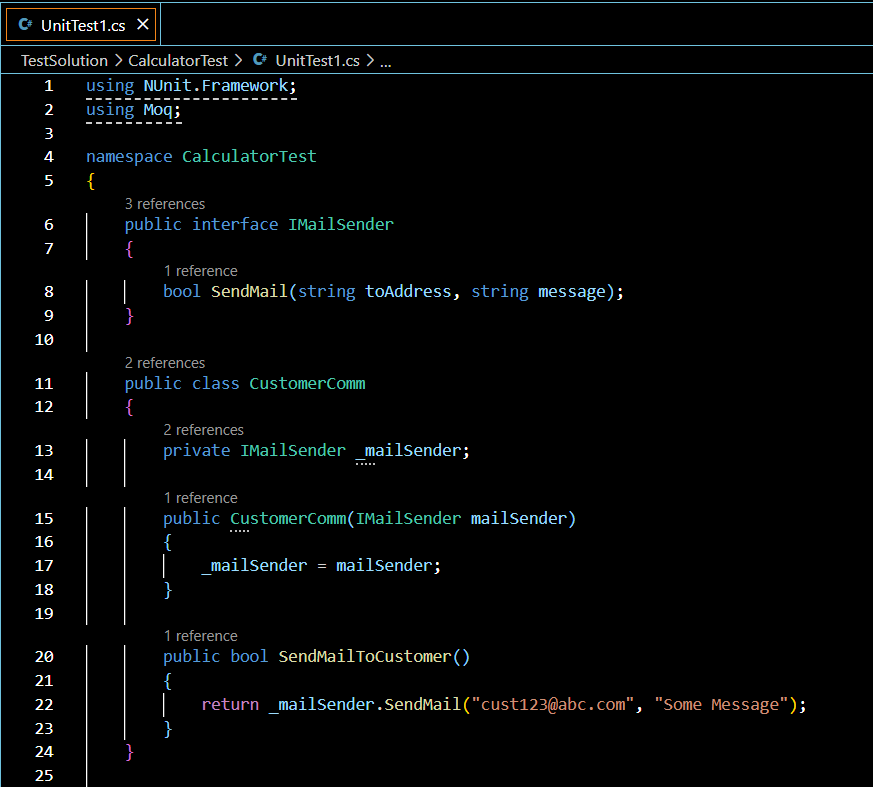 C# UnitTest1.cs ×
TestSolution > CalculatorTest > C# UnitTest1.cs > ...
1 using NUnit.Framework;
2 using Moq;
3
4 namespace CalculatorTest
5 {
3 references
6 public interface IMailSender
7 {
1 reference
8 bool SendMail(string toAddress, string message);
9 }
10
2 references
11 public class CustomerComm
12 {
2 references
13 private IMailSender _mailSender;
14
1 reference
15 public CustomerComm(IMailSender mailSender)
16 {
17 _mailSender = mailSender;
18 }
19
1 reference
20 public bool SendMailToCustomer()
21 {
22 return _mailSender.SendMail("cust123@abc.com", "Some Message");
23 }
24 }
25